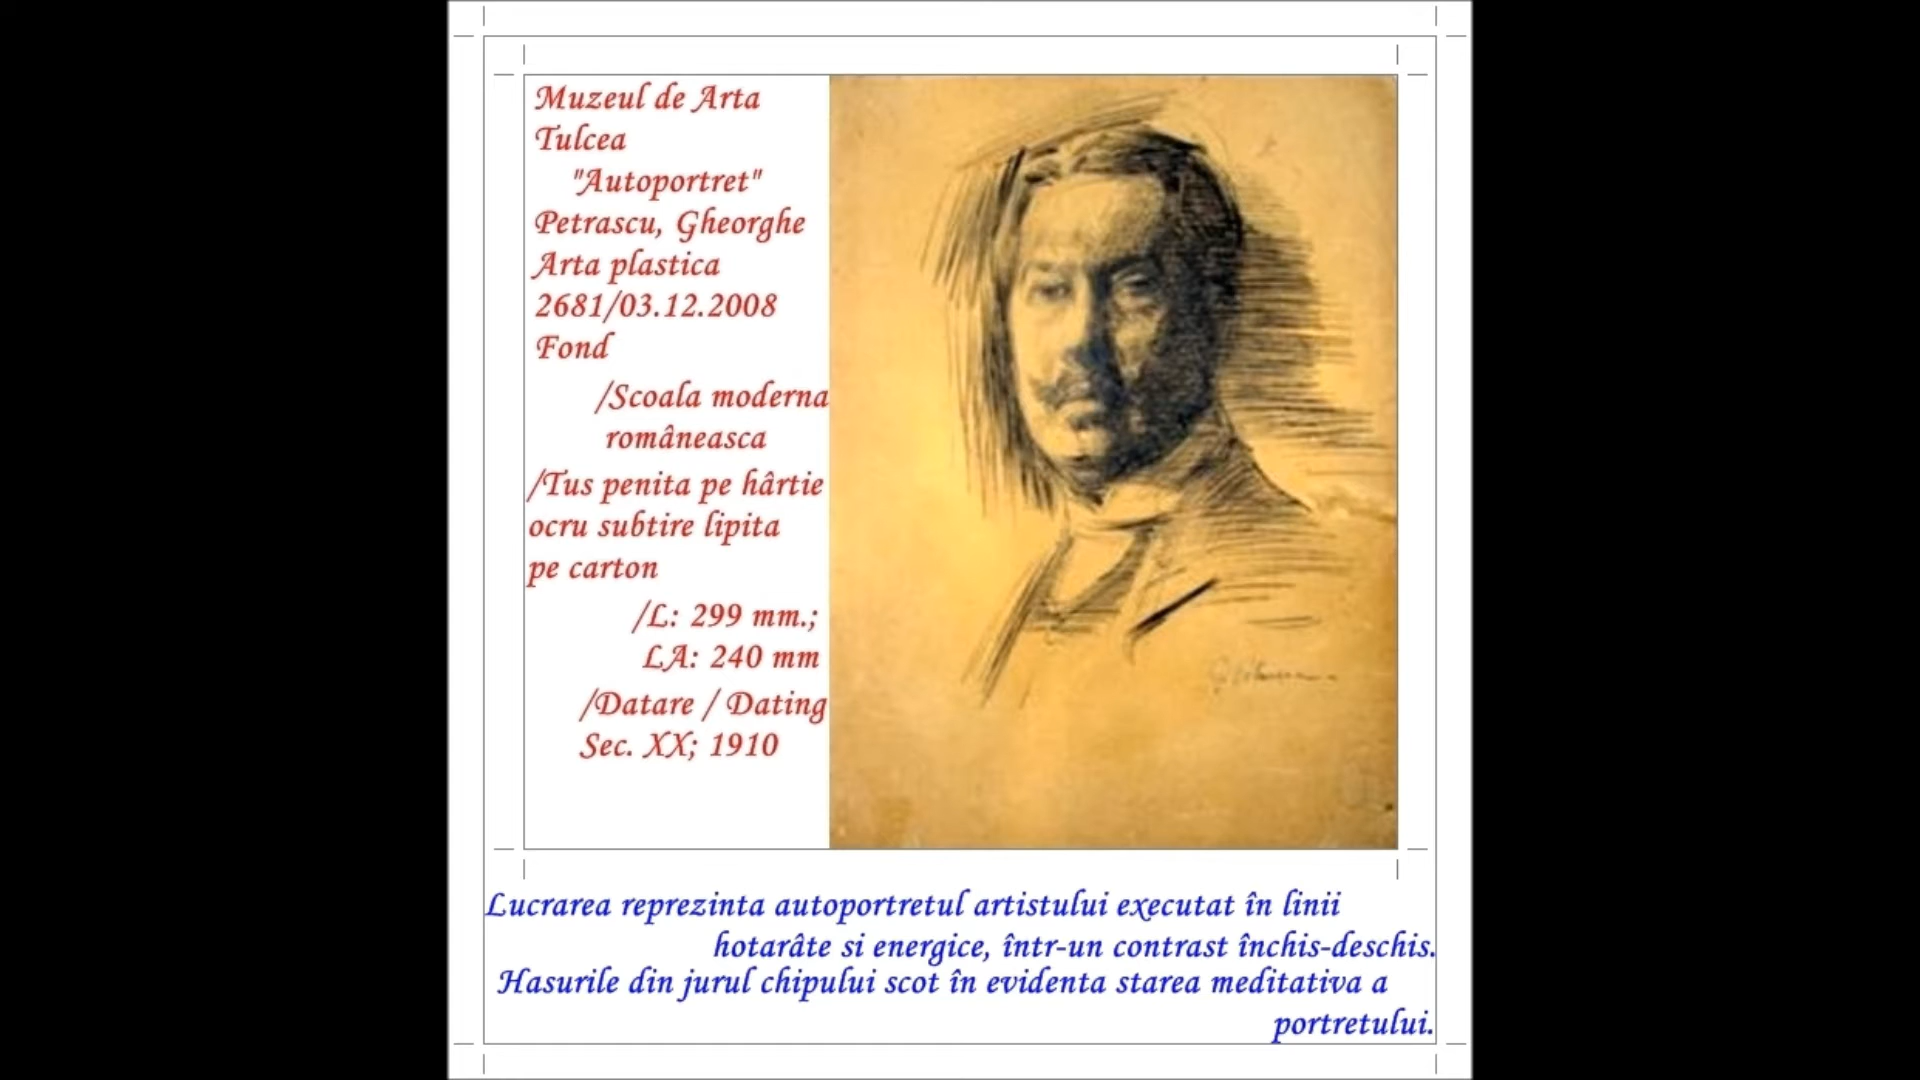 Muzeul de Arta
Tulcea
"Autoportret"
Petrascu, Gheorghe
Arta plastica
2681/03.12.2008
Fond
/Scoala moderna
româneasca
/Tus penita pe hârtie
ocru subtire lipita
pe carton
/L: 299 mm.;
LA: 240 mm
/Datare / Dating
Sec. XX; 1910
Lucrarea reprezinta autoportretul artistului executat în linii
hotarâte si energice, într-un contrast închis-deschis.
Hasurile din jurul chipului scot în evidenta starea meditativa a
portretului.